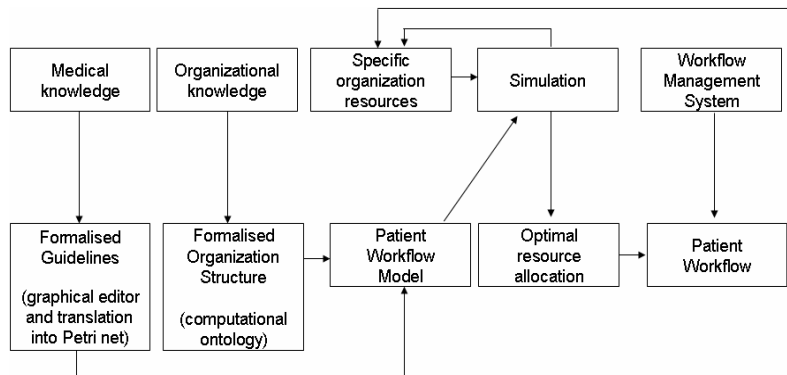 Medical
knowledge
Organizational
knowledge
Specific
organization
resources
Simulation
Workflow
Management
System
Formalised
Guidelines
(graphical editor
and translation
into Petri net)
Formalised
Organization
Structure
(computational
ontology)
Patient
Workflow
Model
Optimal
resource
allocation
Patient
Workflow